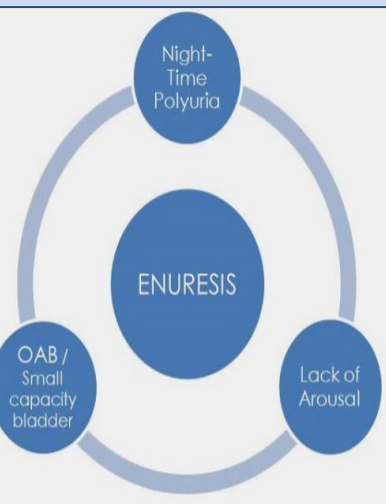 Night-
Time
Polyuria
ENURESIS
OAB /
Small
capacity
bladder
Lack of
Arousal